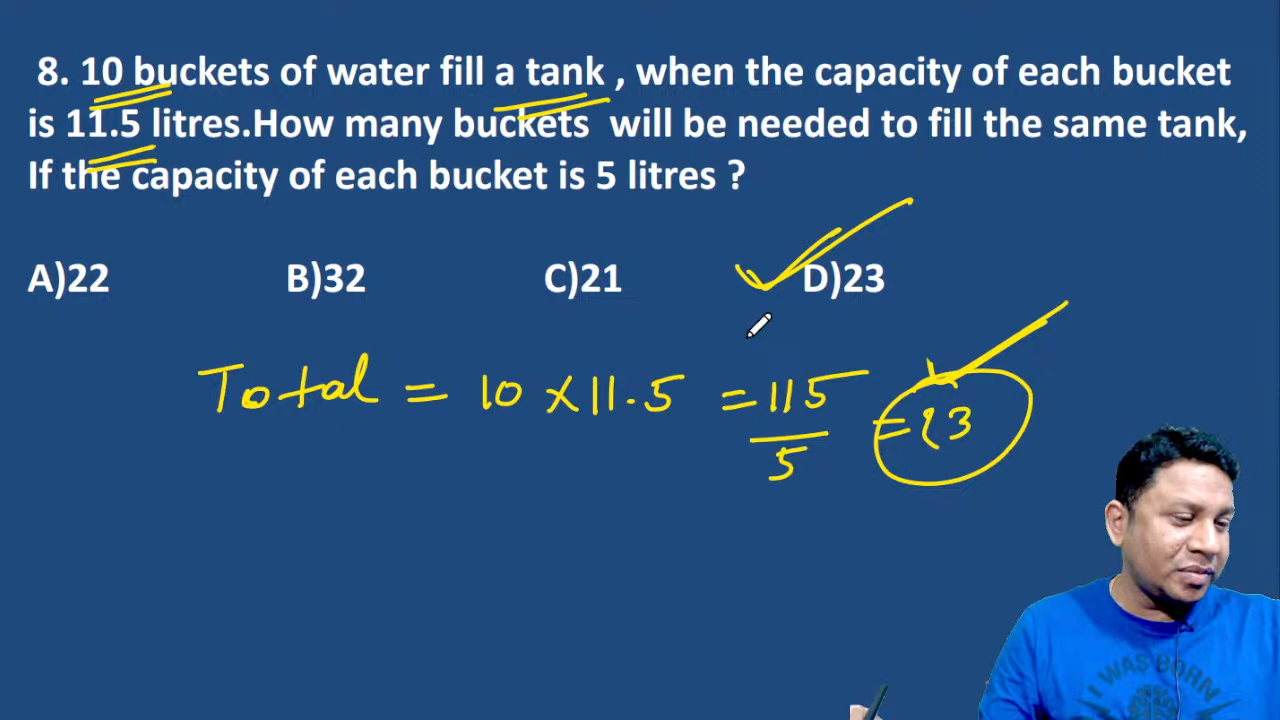 8. 10 buckets of water fill a tank , when the capacity of each bucket
is 11.5 litres.How many buckets will be needed to fill the same tank,
If the capacity of each bucket is 5 litres ?
A)22 B)32 C)21 D)23
Total = 10 × 11.5 = 115/5 = 23
I WAS BORN